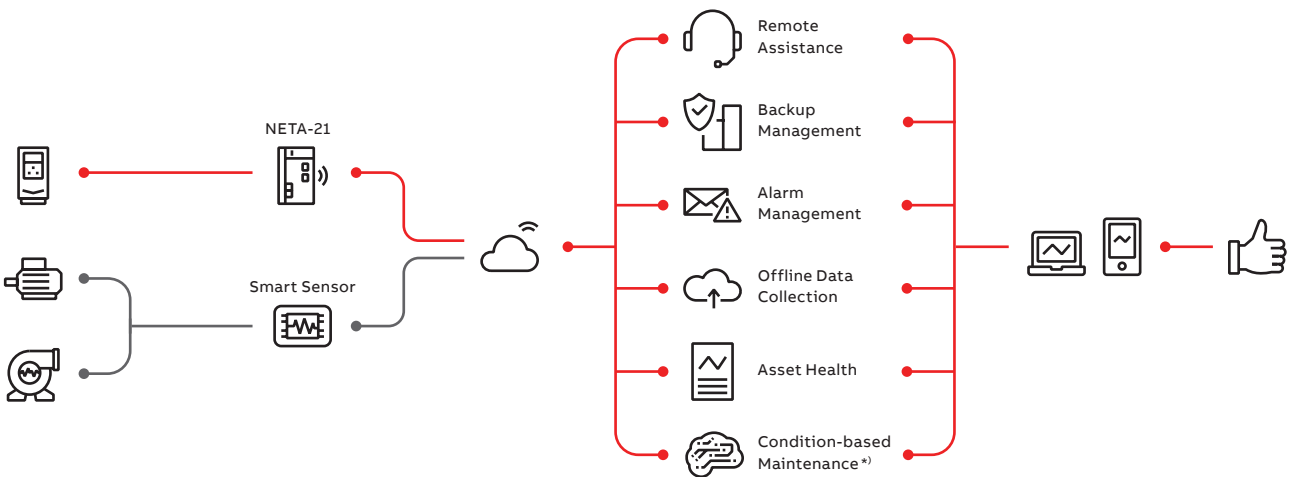 NETA-21
Smart Sensor
Remote
Assistance
Backup
Management
Alarm
Management
Offline Data
Collection
Asset Health
Condition-based
Maintenance *)